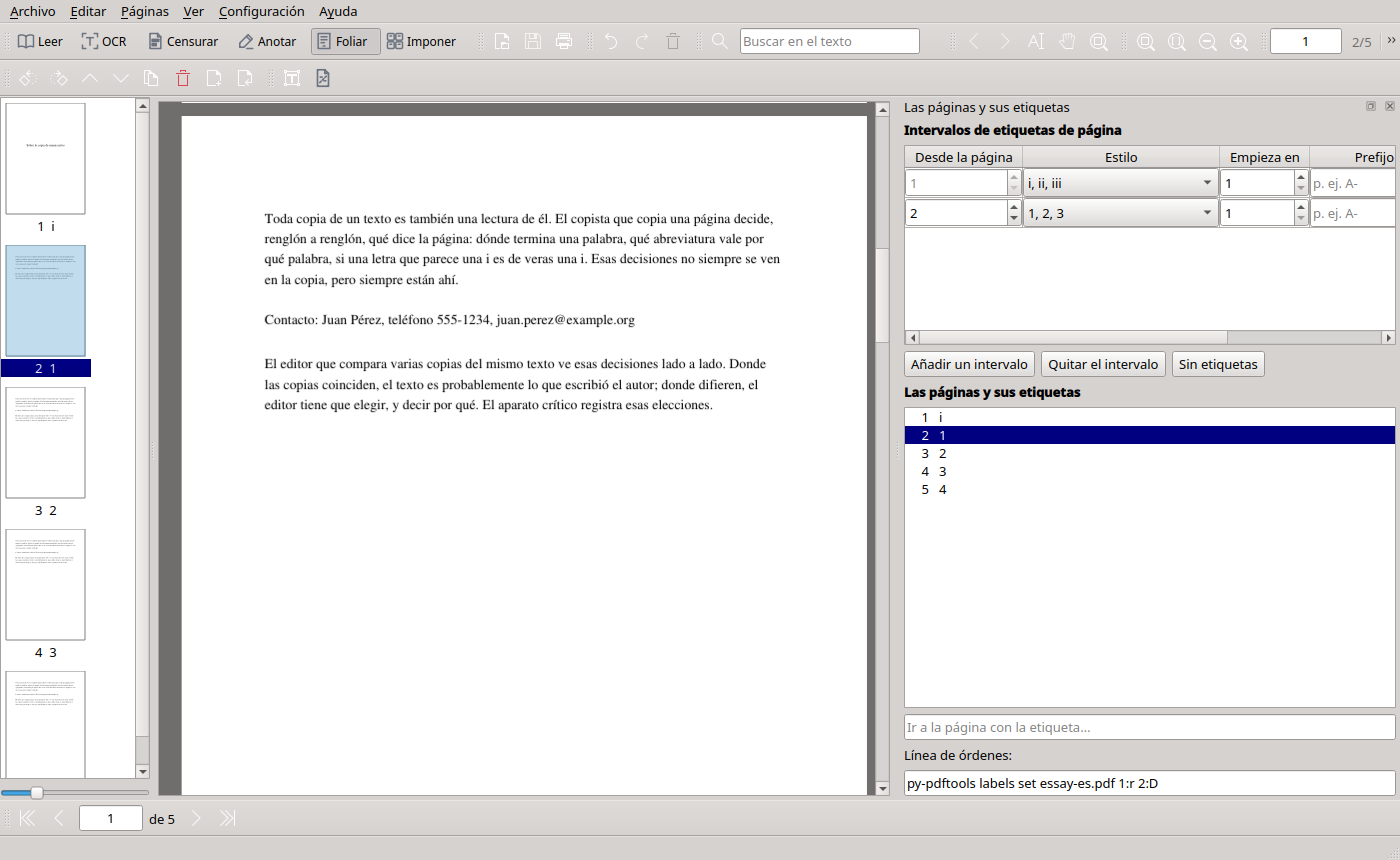 Archivo Editar Páginas Ver Configuración Ayuda
Leer OCR Censurar Anotar Foliar Imponer Buscar en el texto 1 2/5
1 i
2 1
3 2
4 3
Toda copia de un texto es también una lectura de él. El copista que copia una página decide,
renglón a renglón, qué dice la página: dónde termina una palabra, qué abreviatura vale por
qué palabra, si una letra que parece una i es de veras una i. Esas decisiones no siempre se ven
en la copia, pero siempre están ahí.
Contacto: Juan Pérez, teléfono 555-1234, juan.perez@example.org
El editor que compara varias copias del mismo texto ve esas decisiones lado a lado. Donde
las copias coinciden, el texto es probablemente lo que escribió el autor; donde difieren, el
editor tiene que elegir, y decir por qué. El aparato crítico registra esas elecciones.
Las páginas y sus etiquetas
Intervalos de etiquetas de página
Desde la página Estilo Empieza en Prefijo
1 i, ii, iii 1 p. ej. A-
2 1, 2, 3 1 p. ej. A-
Añadir un intervalo Quitar el intervalo Sin etiquetas
Las páginas y sus etiquetas
1 i
2 1
3 2
4 3
5 4
Ir a la página con la etiqueta...
Línea de órdenes:
py-pdftools labels set essay-es.pdf 1:r 2:D
1 de 5